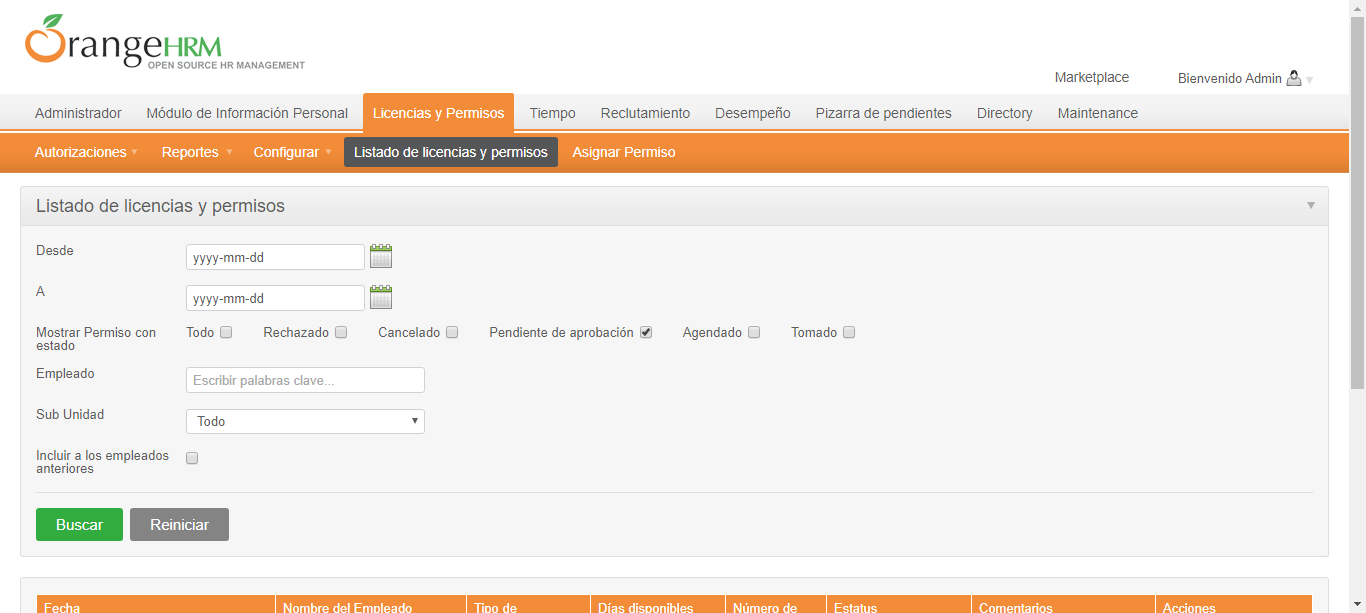 OrangeHRM
OPEN SOURCE HR MANAGEMENT
Marketplace Bienvenido Admin
Administrador Módulo de Información Personal Licencias y Permisos Tiempo Reclutamiento Desempeño Pizarra de pendientes Directory Maintenance
Autorizaciones Reportes Configurar Listado de licencias y permisos Asignar Permiso
Listado de licencias y permisos
Desde yyyy-mm-dd
A yyyy-mm-dd
Mostrar Permiso con Todo Rechazado Cancelado Pendiente de aprobación Agendado Tomado
estado
Empleado Escribir palabras clave...
Sub Unidad Todo
Incluir a los empleados
anteriores
Buscar Reiniciar
Fecha Nombre del Empleado Tipo de Días disponibles Número de Estatus Comentarios Acciones